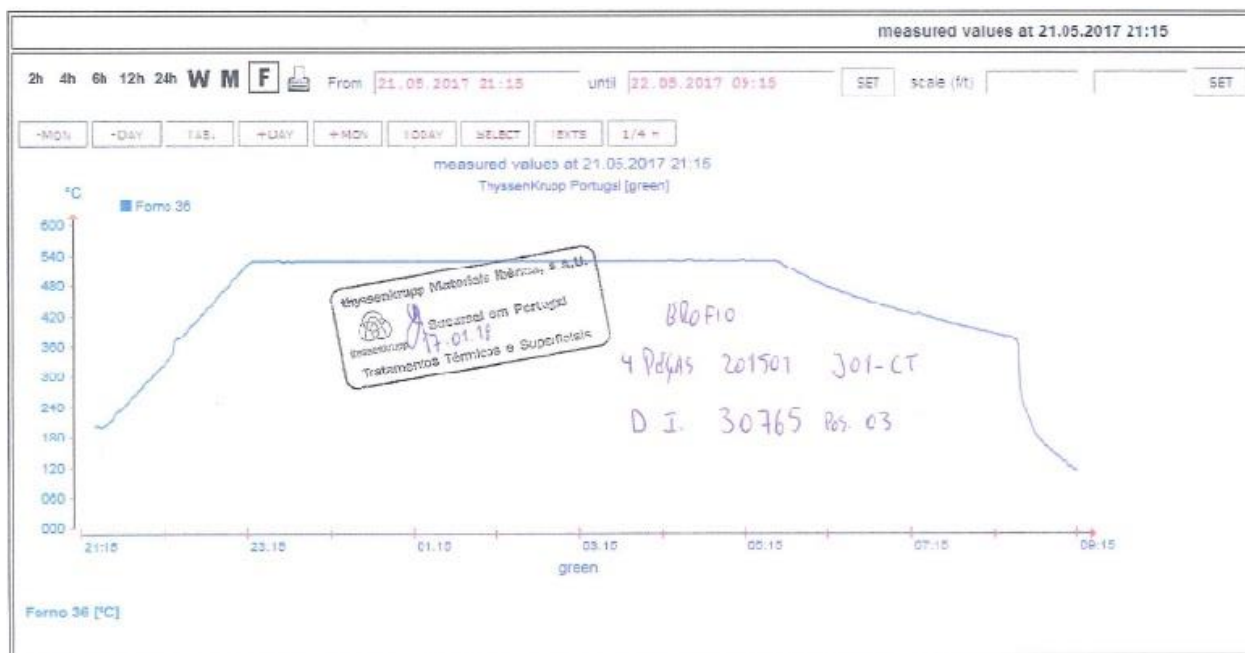 measured values at 21.05.2017 21:15
2h 4h 6h 12h 24h W M F From 21.05.2017 21:15 until 22.05.2017 09:15 SET scale (f/t) SET
-MON -DAY TAB. +DAY +MON TODAY SELECT TEXTS 1/4 H
measured values at 21.05.2017 21:15
ThyssenKrupp Portugal [green]
°C
Forno 36
600
540
480
420
360
300
240
180
120
060
000
thyssenkrupp Materials Ibérica, s.a.U.
Sucursal em Portugal
thyssenkrupp 17.01.18
Tratamentos Térmicos e Superficiais
BROFIO
4 PEÇAS 201501 J01-CT
D I. 30765 Pos. 03
21:15 23:15 01:15 03:15 05:15 07:15 09:15
green
Forno 36 [°C]